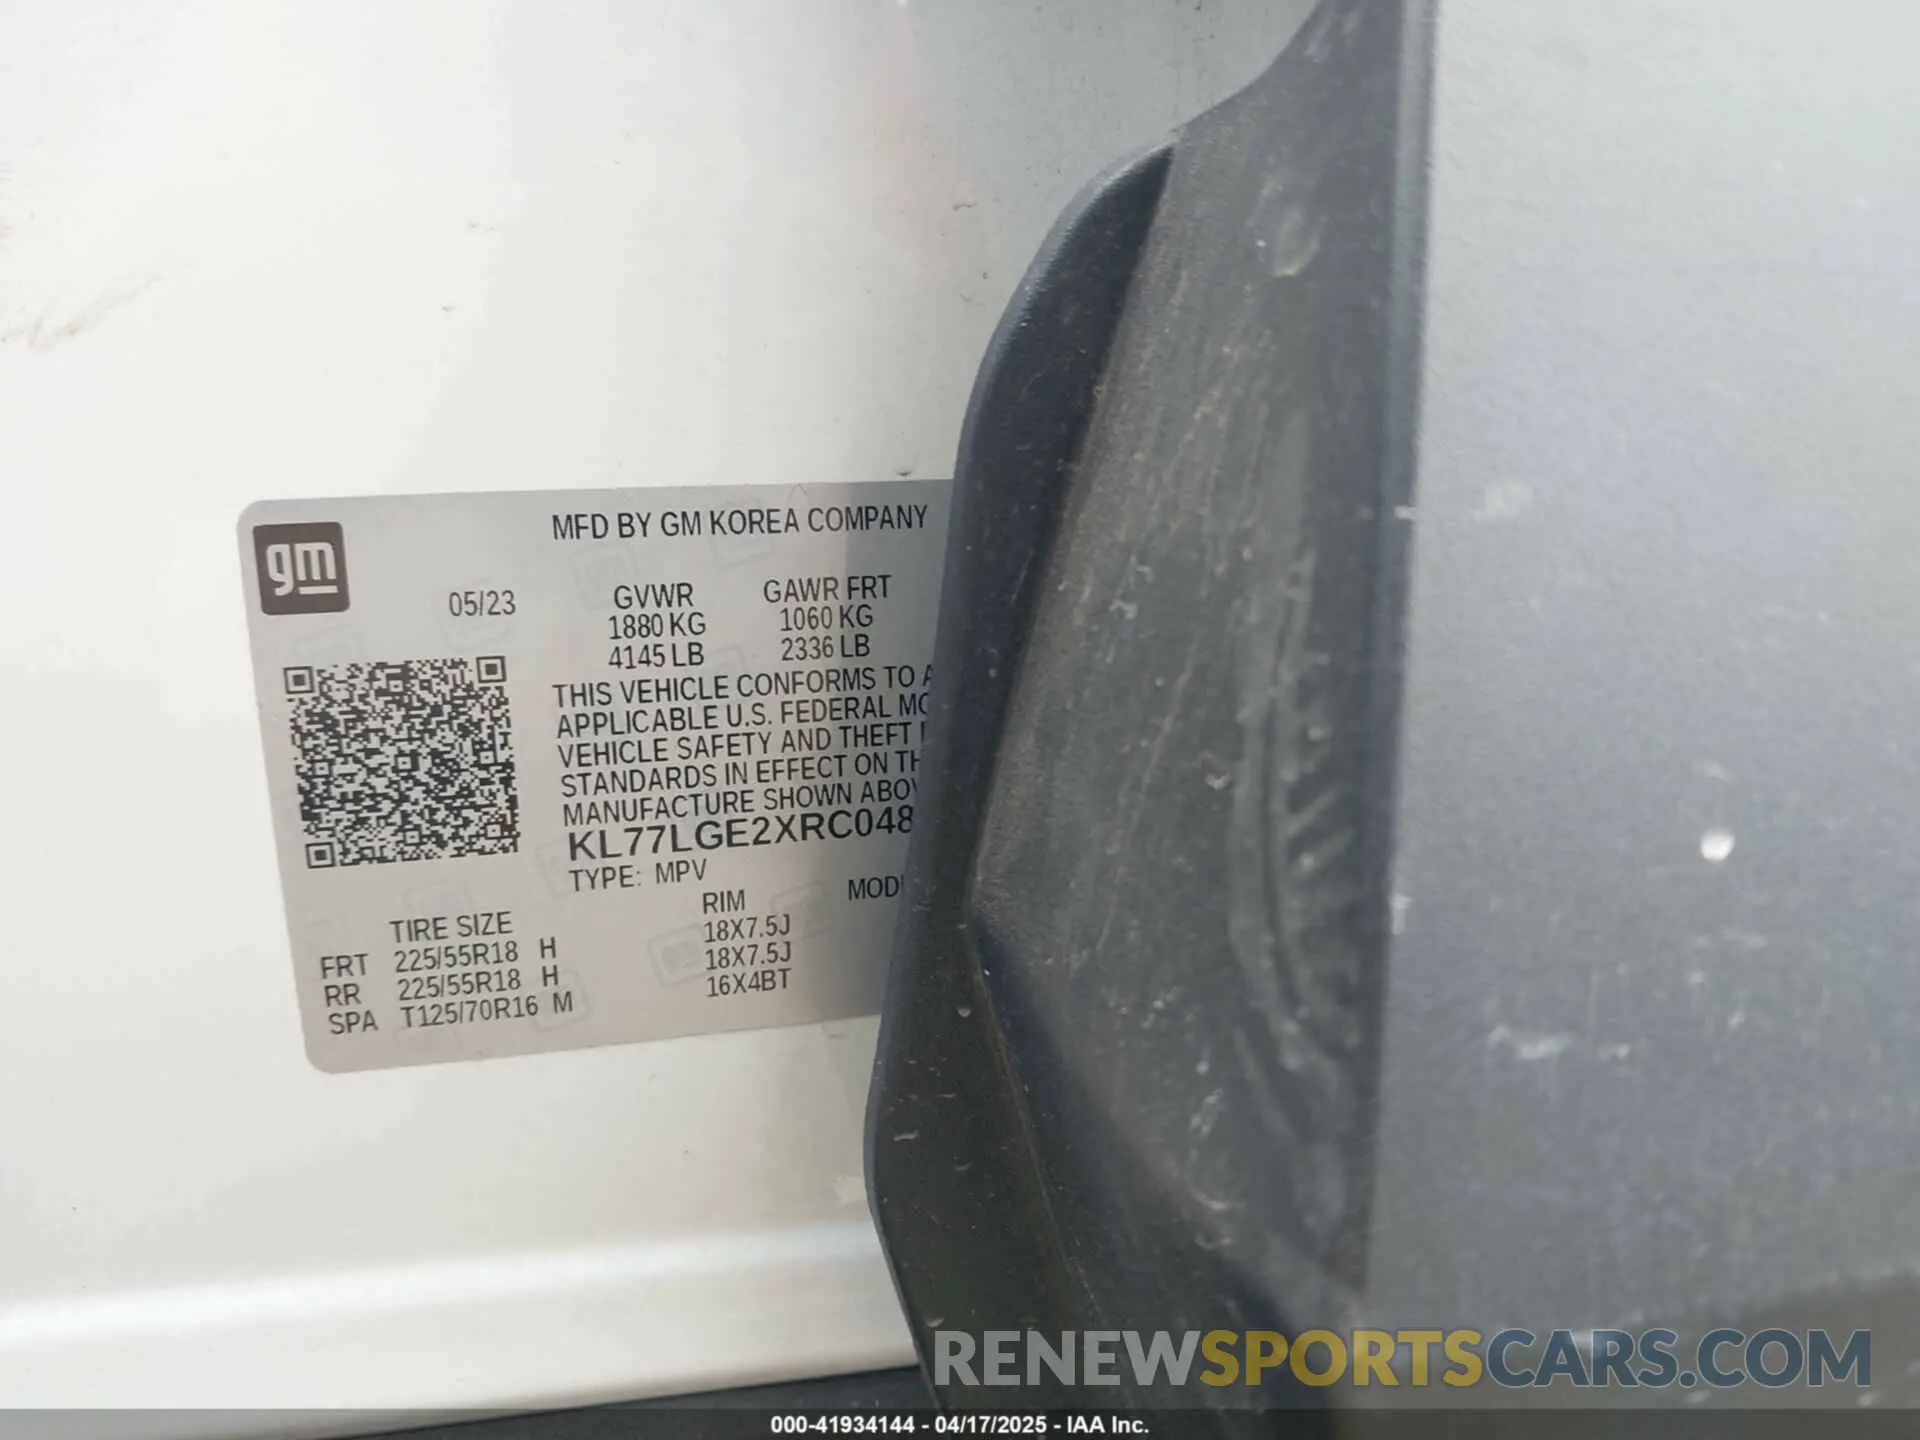 gm
MFD BY GM KOREA COMPANY
05/23
GVWR
1880 KG
4145 LB
GAWR FRT
1060 KG
2336 LB
THIS VEHICLE CONFORMS TO A
APPLICABLE U.S. FEDERAL MO
VEHICLE SAFETY AND THEFT
STANDARDS IN EFFECT ON TH
MANUFACTURE SHOWN ABOV
KL77LGE2XRC048
TYPE: MPV
MOD
TIRE SIZE
RIM
FRT 225/55R18 H 18X7.5J
RR 225/55R18 H 18X7.5J
SPA T125/70R16 M 16X4BT
RENEWSPORTSCARS.COM
000-41934144 - 04/17/2025 - IAA Inc.